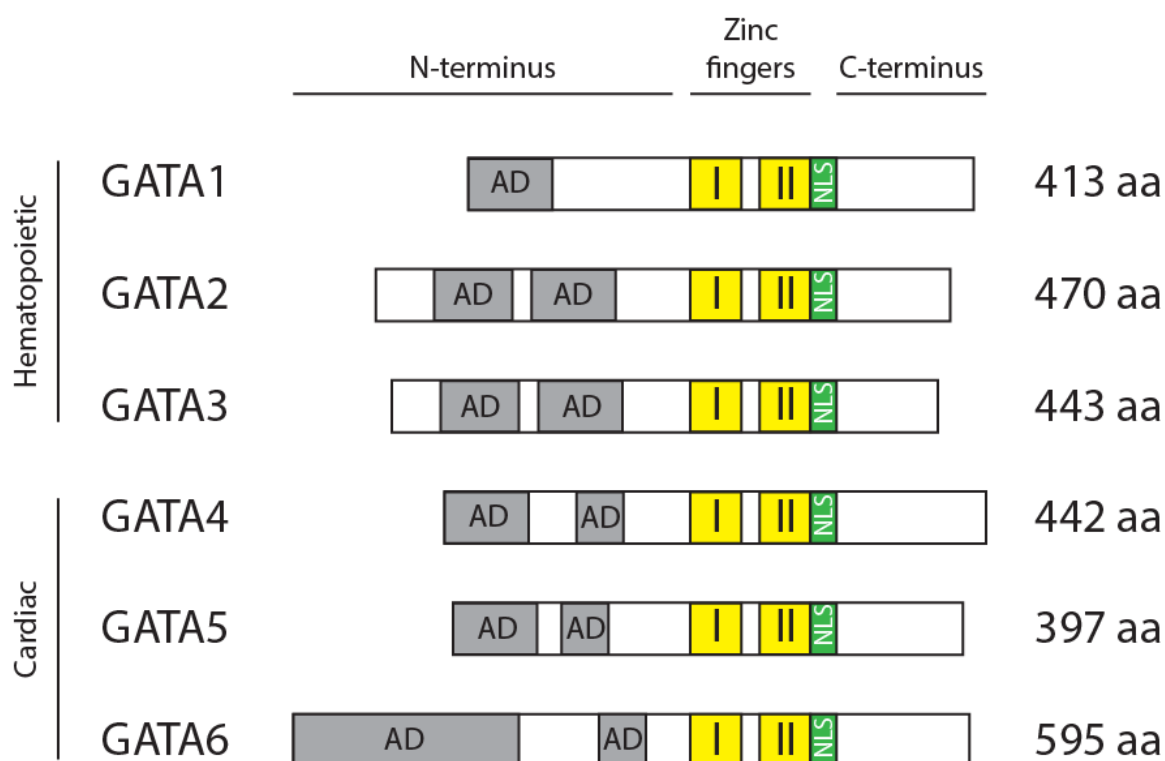 Zinc
N-terminus fingers C-terminus
Hematopoietic
GATA1 AD I II NLS 413 aa
GATA2 AD AD I II NLS 470 aa
GATA3 AD AD I II NLS 443 aa
Cardiac
GATA4 AD AD I II NLS 442 aa
GATA5 AD AD I II NLS 397 aa
GATA6 AD AD I II NLS 595 aa